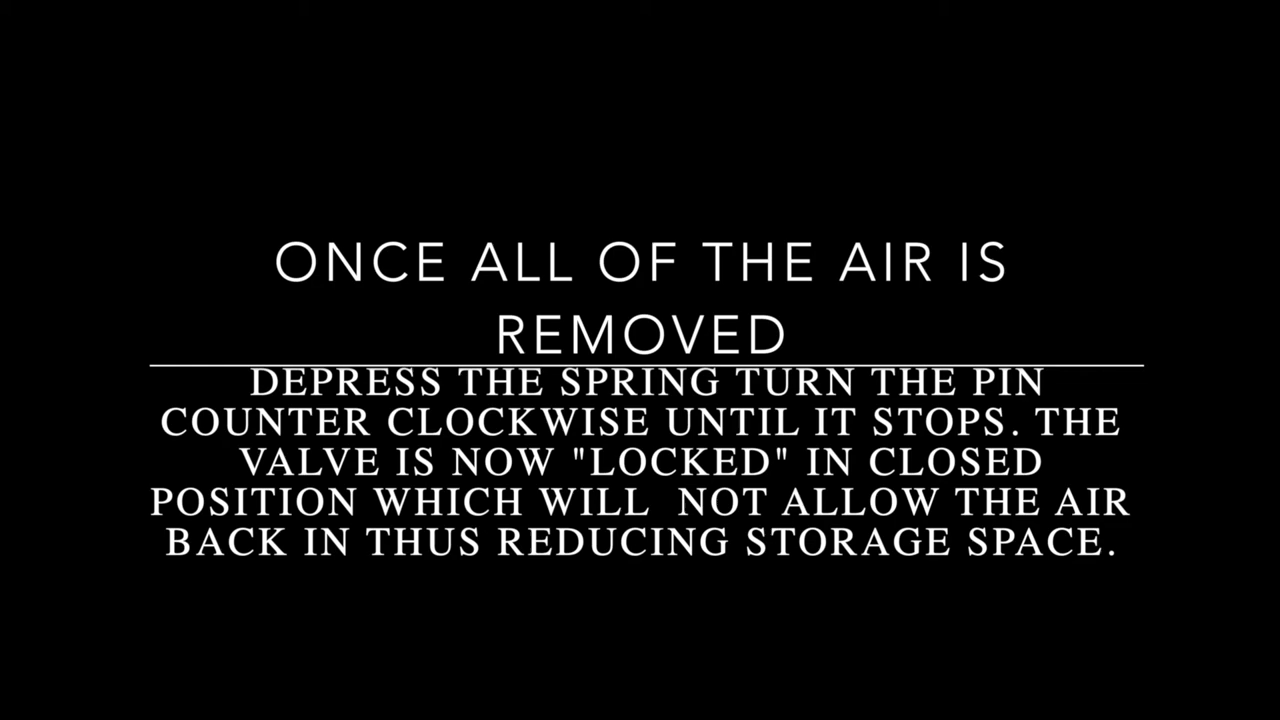 ONCE ALL OF THE AIR IS
REMOVED
DEPRESS THE SPRING TURN THE PIN
COUNTER CLOCKWISE UNTIL IT STOPS. THE
VALVE IS NOW "LOCKED" IN CLOSED
POSITION WHICH WILL  NOT ALLOW THE AIR
BACK IN THUS REDUCING STORAGE SPACE.